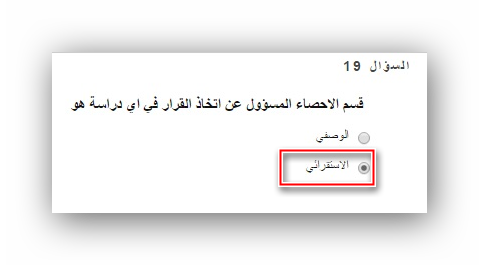 السؤال 19
قسم الاحصاء المسؤول عن اتخاذ القرار في اي دراسة هو
الوصفي
الاستقرائي